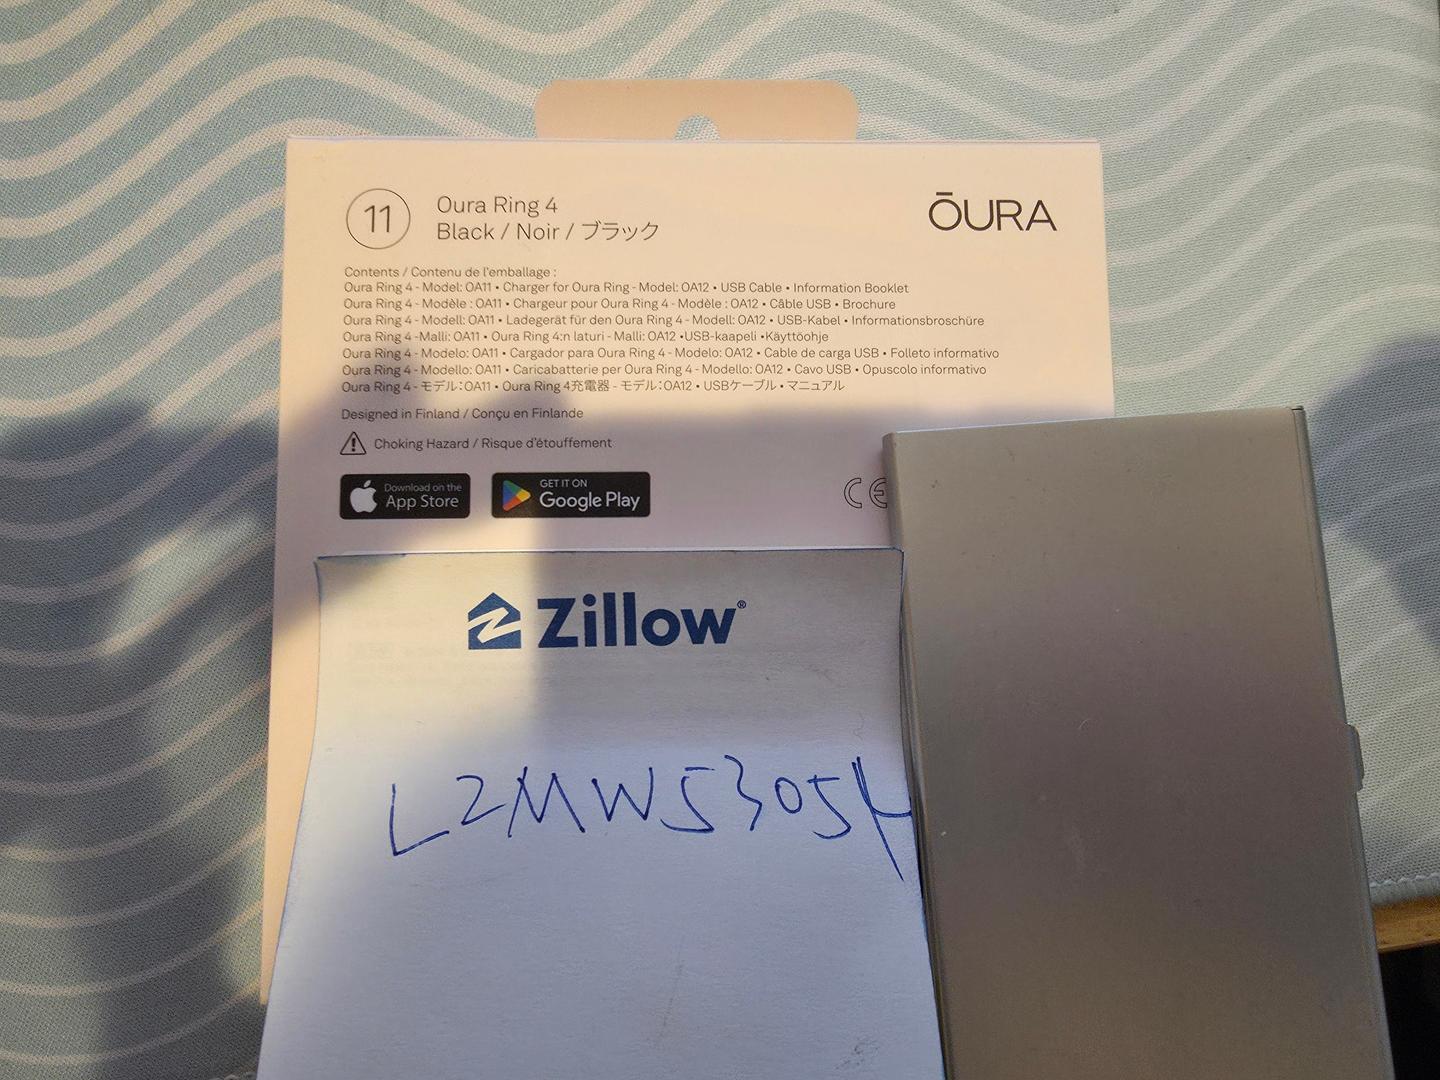 11
Oura Ring 4
Black / Noir / ブラック
ŌURA
Contents / Contenu de l'emballage :
Oura Ring 4 - Model: OA11 • Charger for Oura Ring - Model: OA12 • USB Cable • Information Booklet
Oura Ring 4 - Modèle : OA11 • Chargeur pour Oura Ring 4 - Modèle : OA12 • Câble USB • Brochure
Oura Ring 4 - Modell: OA11 • Ladegerät für den Oura Ring 4 - Modell: OA12 • USB-Kabel • Informationsbroschüre
Oura Ring 4 -Malli: OA11 • Oura Ring 4:n laturi - Malli: OA12 •USB-kaapeli •Käyttöohje
Oura Ring 4 - Modelo: OA11 • Cargador para Oura Ring 4 - Modelo: OA12 • Cable de carga USB • Folleto informativo
Oura Ring 4 - Modello: OA11 • Caricabatterie per Oura Ring 4 - Modello: OA12 • Cavo USB • Opuscolo informativo
Oura Ring 4 - モデル:OA11 • Oura Ring 4充電器 - モデル:OA12 • USBケーブル • マニュアル
Designed in Finland / Conçu en Finlande
Choking Hazard / Risque d'étouffement
Download on the
App Store
GET IT ON
Google Play
CE
Zillow®
L2MW53054